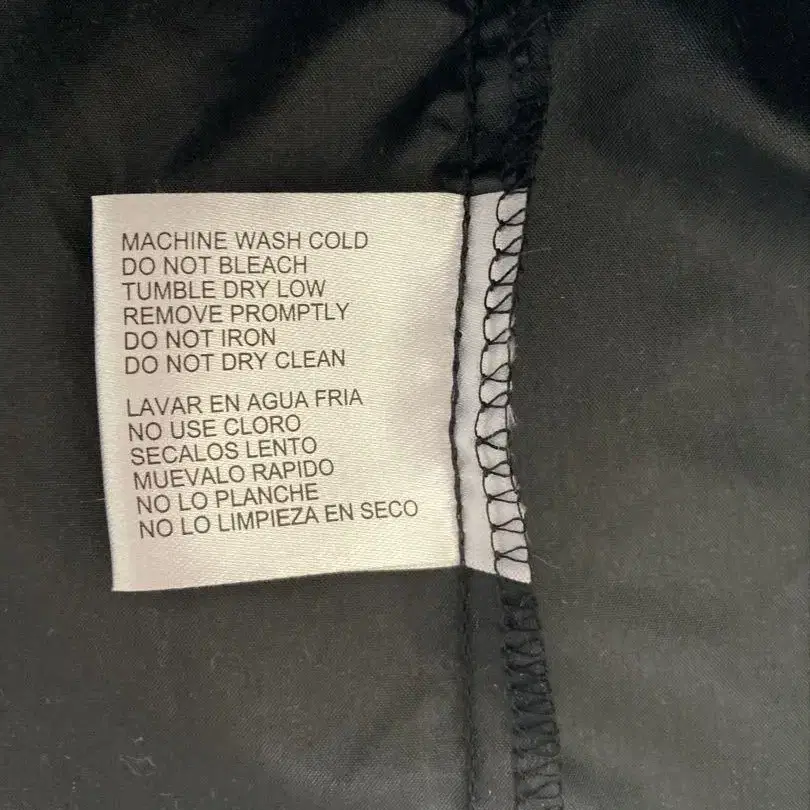 MACHINE WASH COLD
DO NOT BLEACH
TUMBLE DRY LOW
REMOVE PROMPTLY
DO NOT IRON
DO NOT DRY CLEAN
LAVAR EN AGUA FRIA
NO USE CLORO
SECALOS LENTO
MUEVALO RAPIDO
NO LO PLANCHE
NO LO LIMPIEZA EN SECO